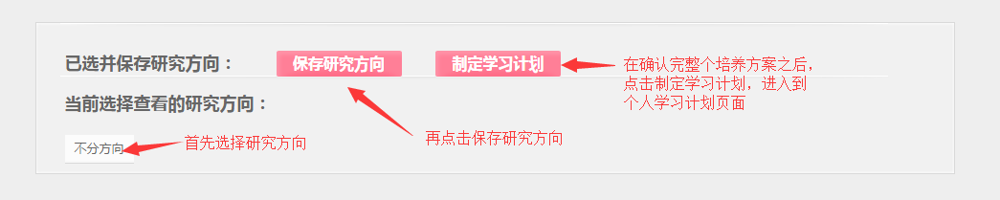 已选并保存研究方向：
保存研究方向
制定学习计划
在确认完整个培养方案之后，
点击制定学习计划，进入到
个人学习计划页面
当前选择查看的研究方向：
再点击保存研究方向
不分方向
首先选择研究方向